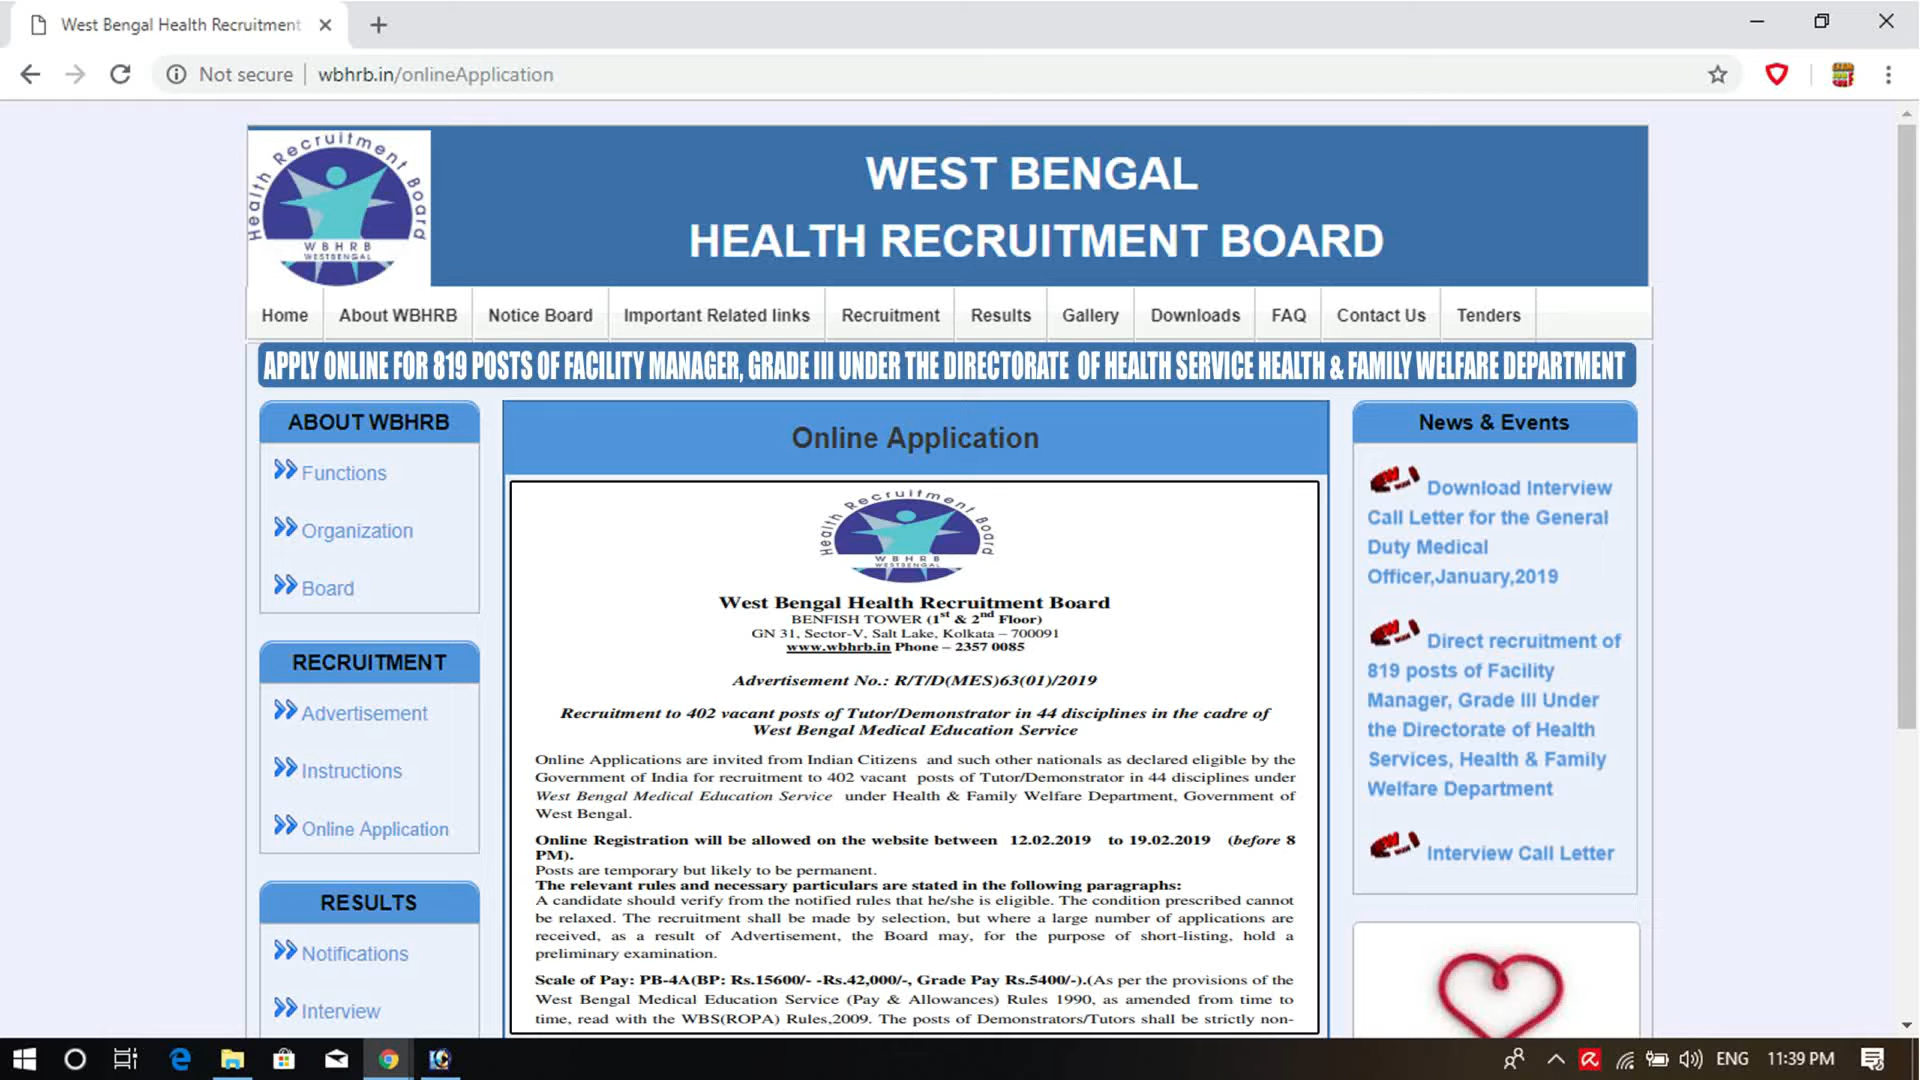 West Bengal Health Recruitment
Not secure
wbhrb.in/onlineApplication
Health Recruitment Board
WBHRB
WESTBENGAL
WEST BENGAL
HEALTH RECRUITMENT BOARD
Home About WBHRB Notice Board Important Related links Recruitment Results Gallery Downloads FAQ Contact Us Tenders
APPLY ONLINE FOR 819 POSTS OF FACILITY MANAGER, GRADE III UNDER THE DIRECTORATE OF HEALTH SERVICE HEALTH & FAMILY WELFARE DEPARTMENT
ABOUT WBHRB
Functions
Organization
Board
RECRUITMENT
Advertisement
Instructions
Online Application
RESULTS
Notifications
Interview
Online Application
Health Recruitment Board
WBHRB
WESTBENGAL
West Bengal Health Recruitment Board
BENFISH TOWER (1st & 2nd Floor)
GN 31, Sector-V, Salt Lake, Kolkata – 700091
www.wbhrb.in Phone – 2357 0085
Advertisement No.: R/T/D(MES)63(01)/2019
Recruitment to 402 vacant posts of Tutor/Demonstrator in 44 disciplines in the cadre of
West Bengal Medical Education Service
Online Applications are invited from Indian Citizens and such other nationals as declared eligible by the
Government of India for recruitment to 402 vacant posts of Tutor/Demonstrator in 44 disciplines under
West Bengal Medical Education Service under Health & Family Welfare Department, Government of
West Bengal.
Online Registration will be allowed on the website between 12.02.2019 to 19.02.2019 (before 8
PM).
Posts are temporary but likely to be permanent.
The relevant rules and necessary particulars are stated in the following paragraphs:
A candidate should verify from the notified rules that he/she is eligible. The condition prescribed cannot
be relaxed. The recruitment shall be made by selection, but where a large number of applications are
received, as a result of Advertisement, the Board may, for the purpose of short-listing, hold a
preliminary examination.
Scale of Pay: PB-4A(BP: Rs.15600/- -Rs.42,000/-, Grade Pay Rs.5400/-).(As per the provisions of the
West Bengal Medical Education Service (Pay & Allowances) Rules 1990, as amended from time to
time, read with the WBS(ROPA) Rules,2009. The posts of Demonstrators/Tutors shall be strictly non-
News & Events
Download Interview
Call Letter for the General
Duty Medical
Officer,January,2019
Direct recruitment of
819 posts of Facility
Manager, Grade III Under
the Directorate of Health
Services, Health & Family
Welfare Department
Interview Call Letter
ENG
11:39 PM